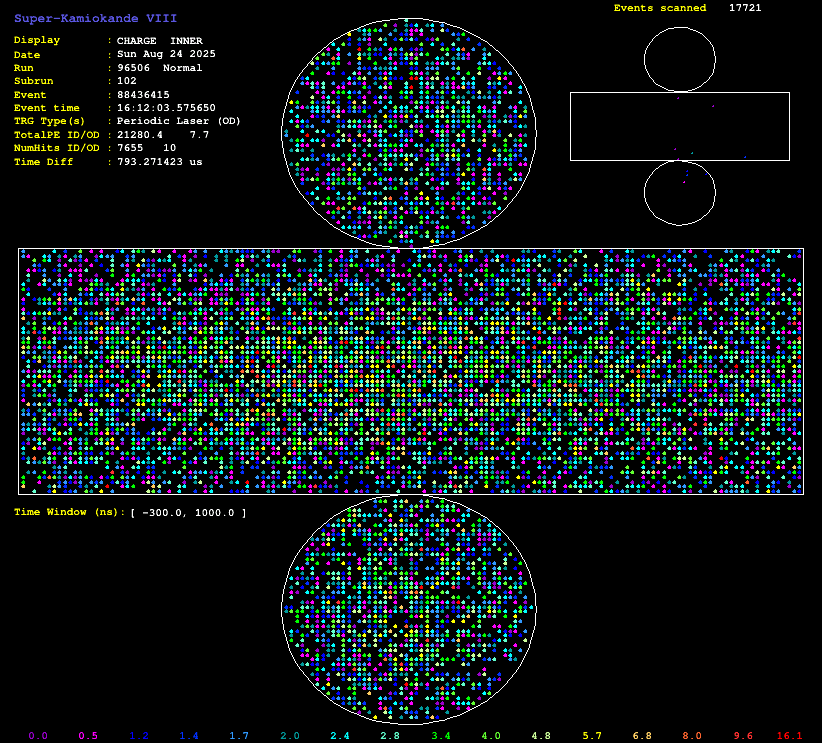 Super-Kamiokande VIII
Events scanned 17721
Display : CHARGE INNER
Date : Sun Aug 24 2025
Run : 96506 Normal
Subrun : 102
Event : 88436415
Event time : 16:12:03.575650
TRG Type(s) : Periodic Laser (OD)
TotalPE ID/OD : 21280.4 7.7
NumHits ID/OD : 7655 10
Time Diff : 793.271423 us
Time Window (ns): [ -300.0, 1000.0 ]
0.0 0.5 1.2 1.4 1.7 2.0 2.4 2.8 3.4 4.0 4.8 5.7 6.8 8.0 9.6 16.1